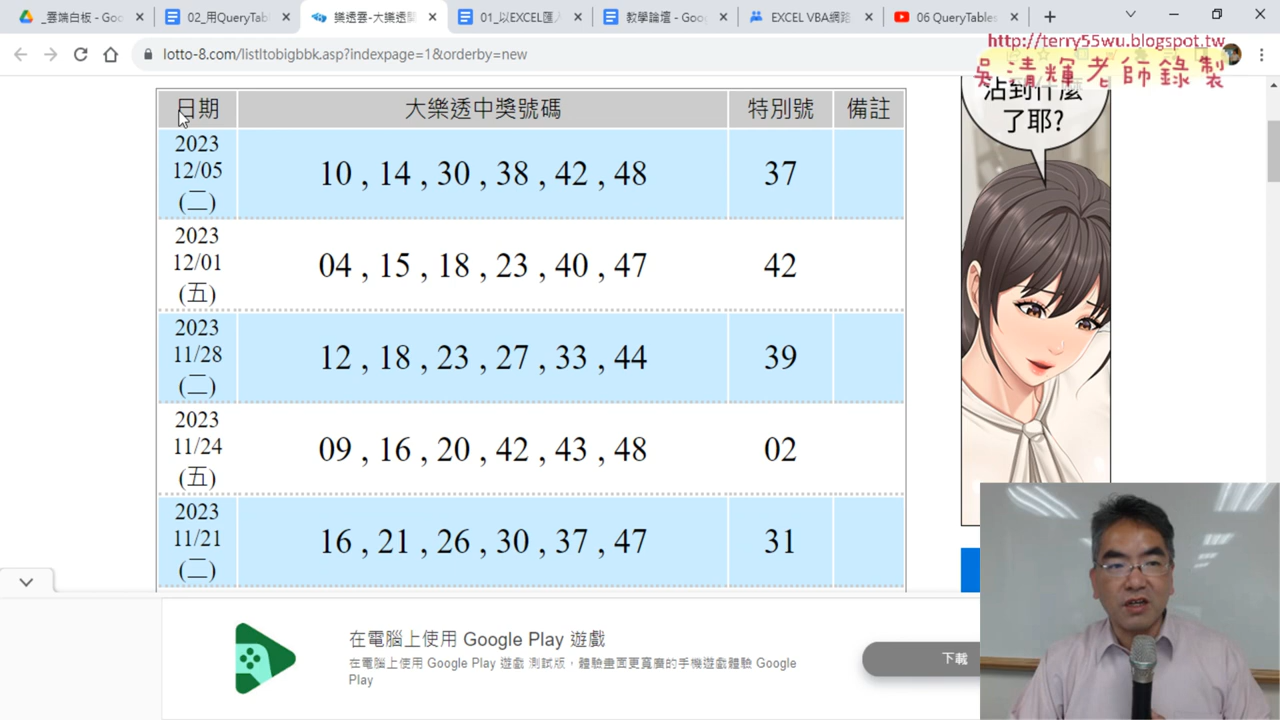 _雲端白板 - Goo
02_用QueryTab
樂透雲-大樂透
01_以EXCEL匯
教學論壇 - Goo
EXCEL VBA網路
06 QueryTables
lotto-8.com/listltobigbbk.asp?indexpage=1&orderby=new
http://terry55wu.blogspot.tw
吳清輝老師錄製
日期 大樂透中獎號碼 特別號 備註
2023
12/05
(二)
10 , 14 , 30 , 38 , 42 , 48 37
2023
12/01
(五)
04 , 15 , 18 , 23 , 40 , 47 42
2023
11/28
(二)
12 , 18 , 23 , 27 , 33 , 44 39
2023
11/24
(五)
09 , 16 , 20 , 42 , 43 , 48 02
2023
11/21
(二)
16 , 21 , 26 , 30 , 37 , 47 31
沾到什麼
了耶?
在電腦上使用 Google Play 遊戲
在電腦上使用 Google Play 遊戲 測試版，體驗畫面更寬廣的手機遊戲體驗 Google
Play
下載